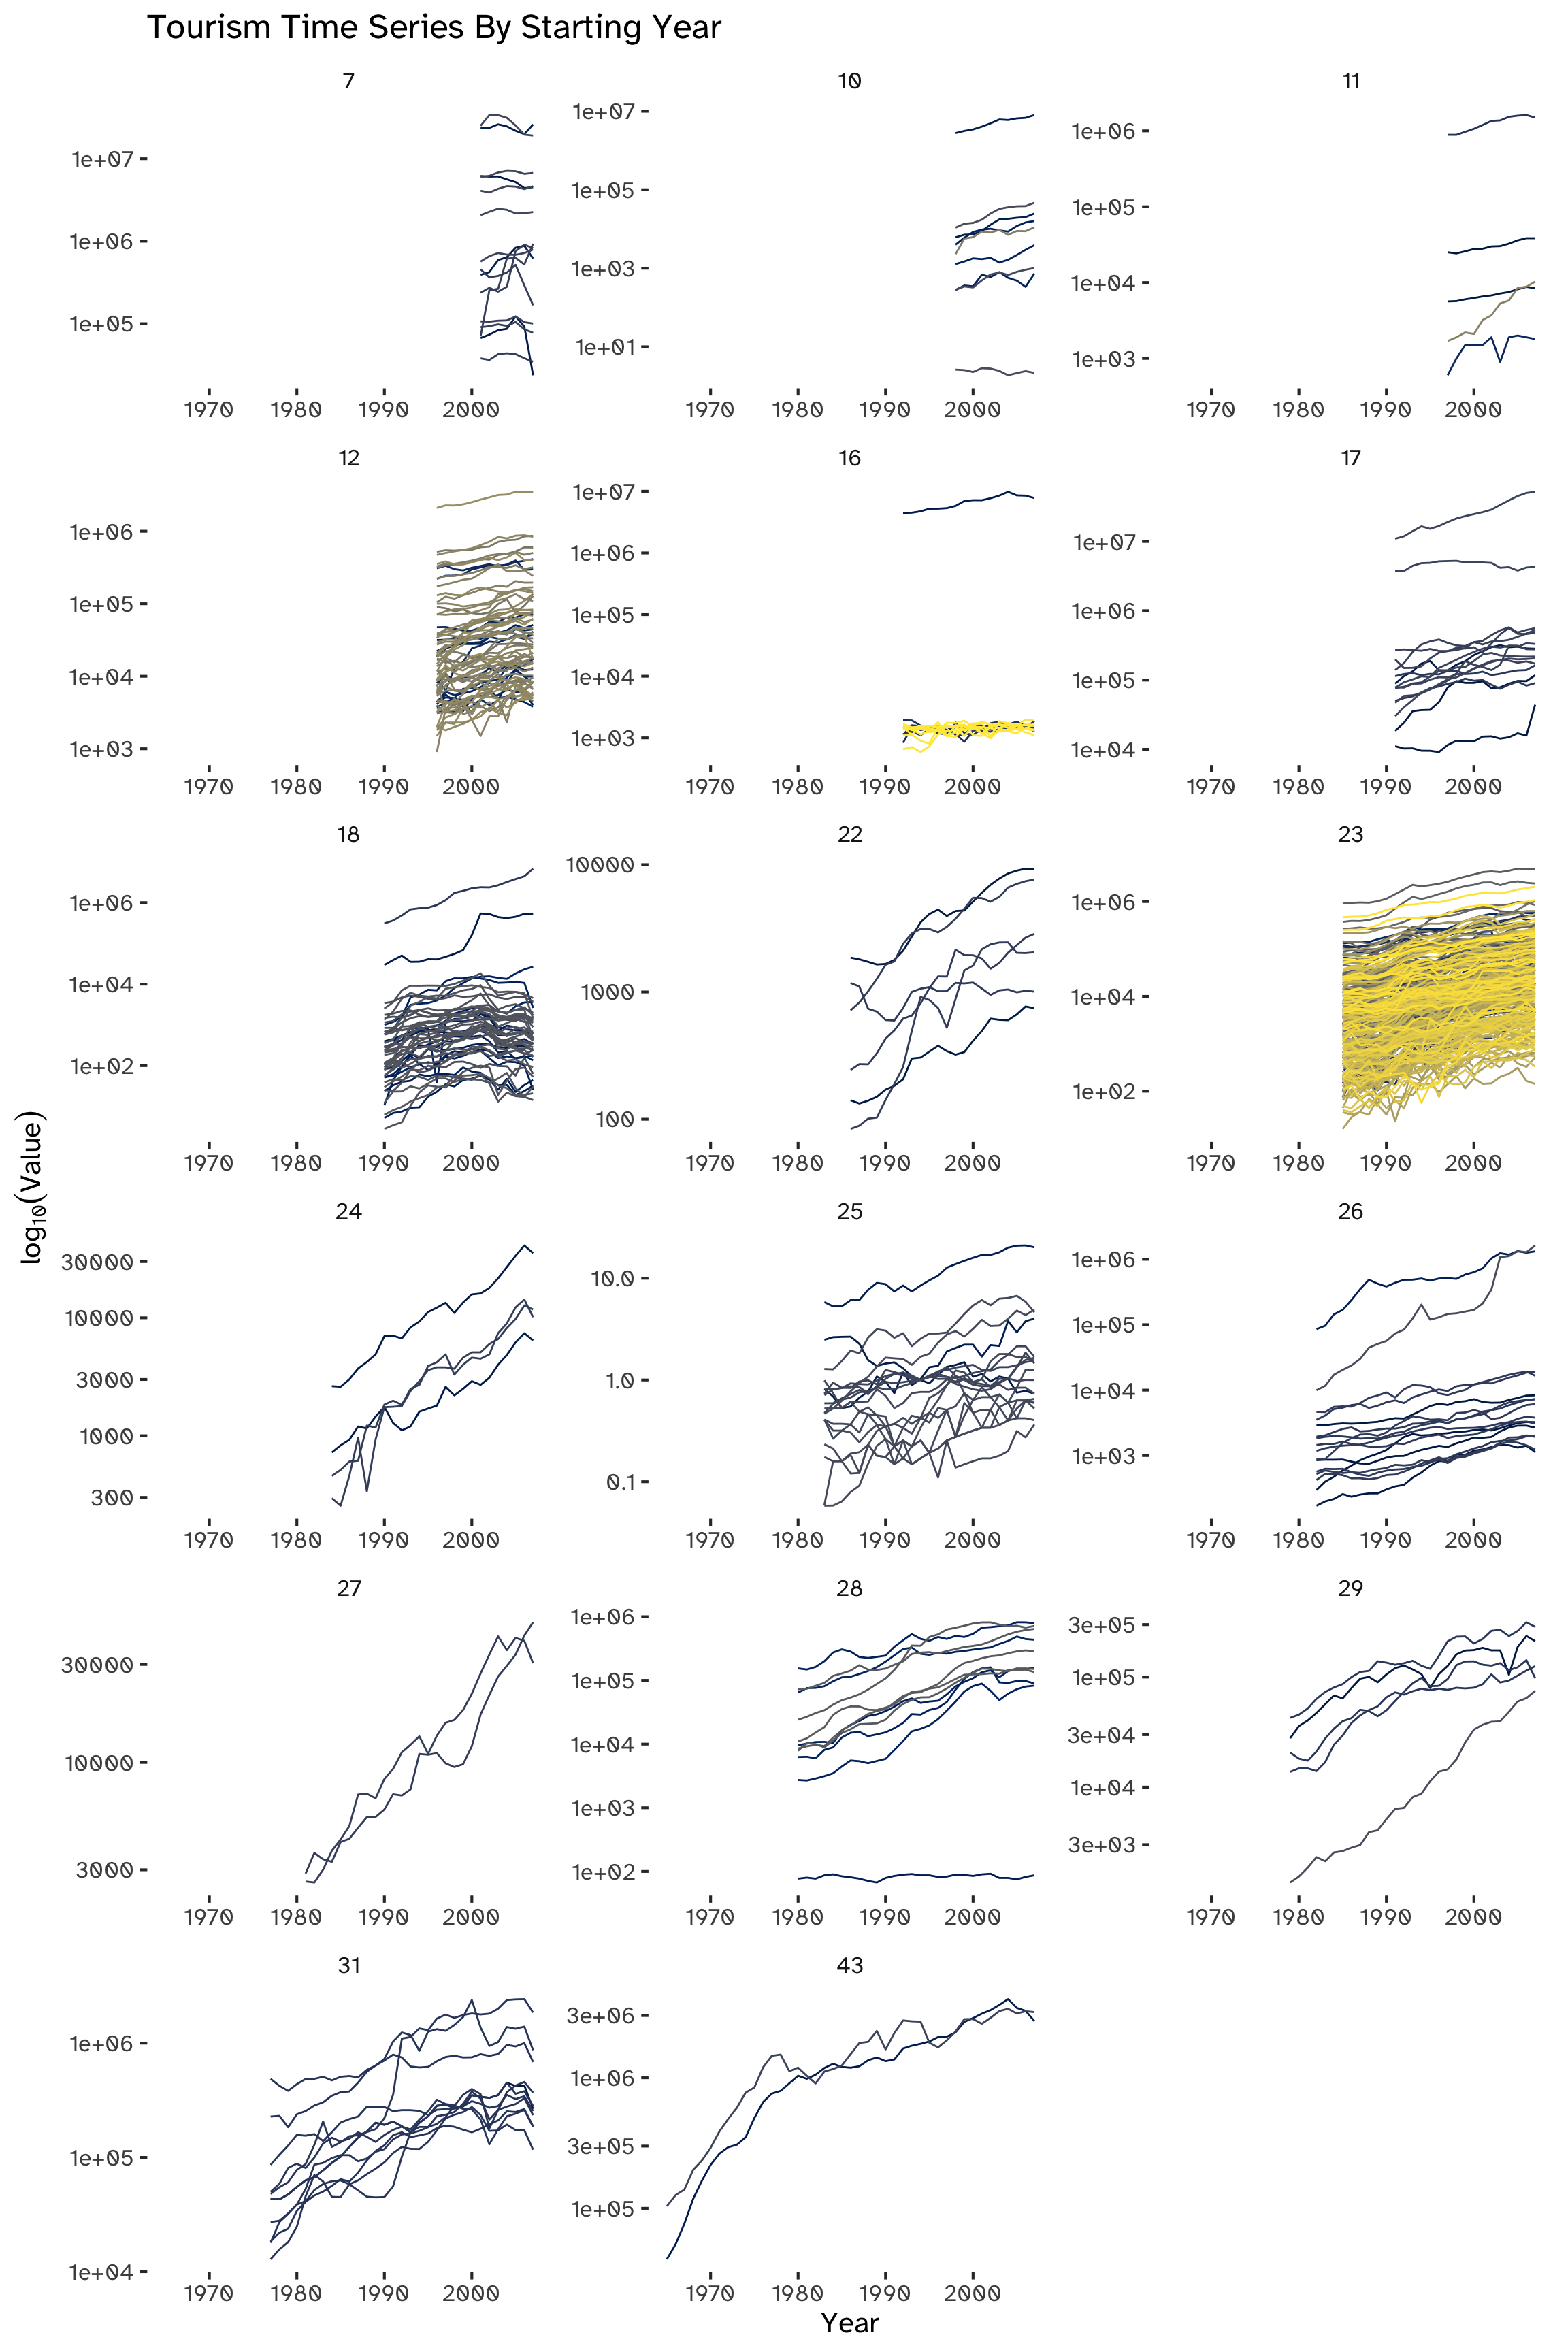 Tourism Time Series By Starting Year
7 10 11
1e+07
1e+06
1e+05
1970 1980 1990 2000
1e+07
1e+05
1e+03
1e+01
1970 1980 1990 2000
1e+06
1e+05
1e+04
1e+03
1970 1980 1990 2000
12 16 17
1e+06
1e+05
1e+04
1e+03
1970 1980 1990 2000
1e+07
1e+06
1e+05
1e+04
1e+03
1970 1980 1990 2000
1e+07
1e+06
1e+05
1e+04
1970 1980 1990 2000
18 22 23
1e+06
1e+04
1e+02
1970 1980 1990 2000
10000
1000
100
1970 1980 1990 2000
1e+06
1e+04
1e+02
1970 1980 1990 2000
24 25 26
30000
10000
3000
1000
300
1970 1980 1990 2000
10.0
1.0
0.1
1970 1980 1990 2000
1e+06
1e+05
1e+04
1e+03
1970 1980 1990 2000
27 28 29
30000
10000
3000
1970 1980 1990 2000
1e+06
1e+05
1e+04
1e+03
1e+02
1970 1980 1990 2000
3e+05
1e+05
3e+04
1e+04
3e+03
1970 1980 1990 2000
31 43
1e+06
1e+05
1e+04
1970 1980 1990 2000
3e+06
1e+06
3e+05
1e+05
1970 1980 1990 2000
log10(Value)
Year